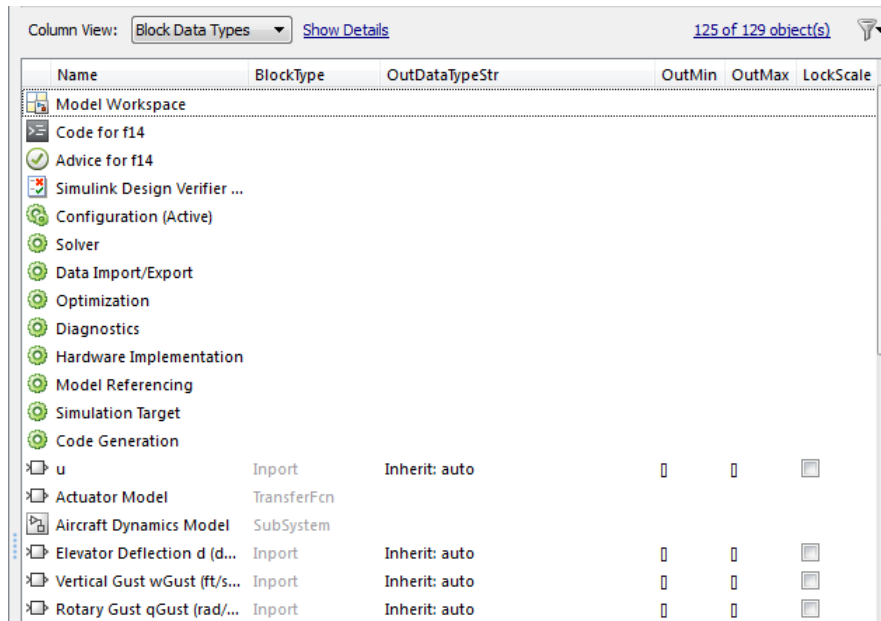 Column View: Block Data Types Show Details 125 of 129 object(s)
Name BlockType OutDataTypeStr OutMin OutMax LockScale
Model Workspace
Code for f14
Advice for f14
Simulink Design Verifier ...
Configuration (Active)
Solver
Data Import/Export
Optimization
Diagnostics
Hardware Implementation
Model Referencing
Simulation Target
Code Generation
u Inport Inherit: auto [] []
Actuator Model TransferFcn
Aircraft Dynamics Model SubSystem
Elevator Deflection d (d... Inport Inherit: auto [] []
Vertical Gust wGust (ft/s... Inport Inherit: auto [] []
Rotary Gust qGust (rad/... Inport Inherit: auto [] []